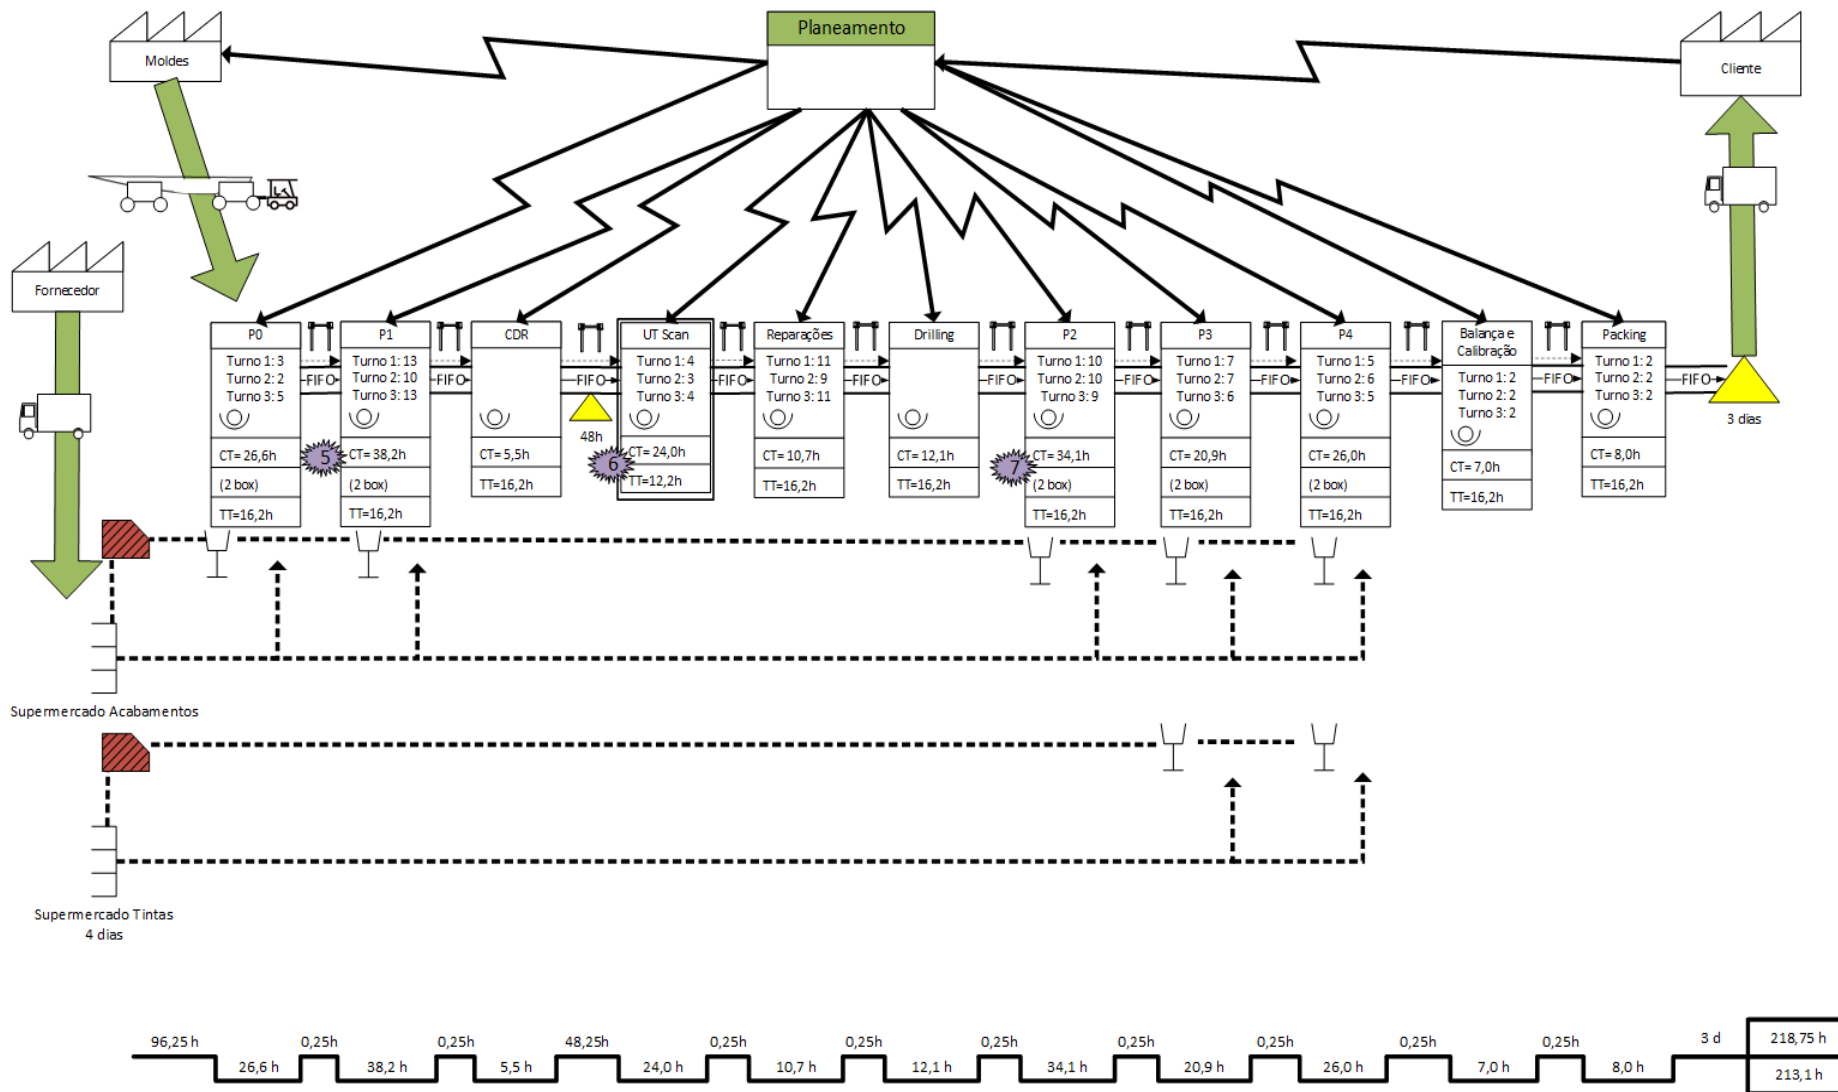 Planeamento
Moldes
Cliente
Fornecedor
P0
Turno 1: 3
Turno 2: 2
Turno 3: 5
CT= 26,6h
(2 box)
TT=16,2h
FIFO
5
P1
Turno 1: 13
Turno 2: 10
Turno 3: 13
CT= 38,2h
(2 box)
TT=16,2h
FIFO
CDR
CT= 5,5h
TT=16,2h
FIFO
48h
6
UT Scan
Turno 1: 4
Turno 2: 3
Turno 3: 4
CT= 24,0h
TT=12,2h
FIFO
Reparações
Turno 1: 11
Turno 2: 9
Turno 3: 11
CT= 10,7h
TT=16,2h
FIFO
Drilling
CT= 12,1h
TT=16,2h
FIFO
7
P2
Turno 1: 10
Turno 2: 10
Turno 3: 9
CT= 34,1h
(2 box)
TT=16,2h
FIFO
P3
Turno 1: 7
Turno 2: 7
Turno 3: 6
CT= 20,9h
(2 box)
TT=16,2h
FIFO
P4
Turno 1: 5
Turno 2: 6
Turno 3: 5
CT= 26,0h
(2 box)
TT=16,2h
FIFO
Balança e
Calibração
Turno 1: 2
Turno 2: 2
Turno 3: 2
CT= 7,0h
TT=16,2h
FIFO
Packing
Turno 1: 2
Turno 2: 2
Turno 3: 2
CT= 8,0h
TT=16,2h
FIFO
3 dias
Supermercado Acabamentos
Supermercado Tintas
4 dias
96,25 h
0,25h
0,25h
48,25h
0,25h
0,25h
0,25h
0,25h
0,25h
0,25h
0,25h
3 d
218,75 h
26,6 h
38,2 h
5,5 h
24,0 h
10,7 h
12,1 h
34,1 h
20,9 h
26,0 h
7,0 h
8,0 h
213,1 h